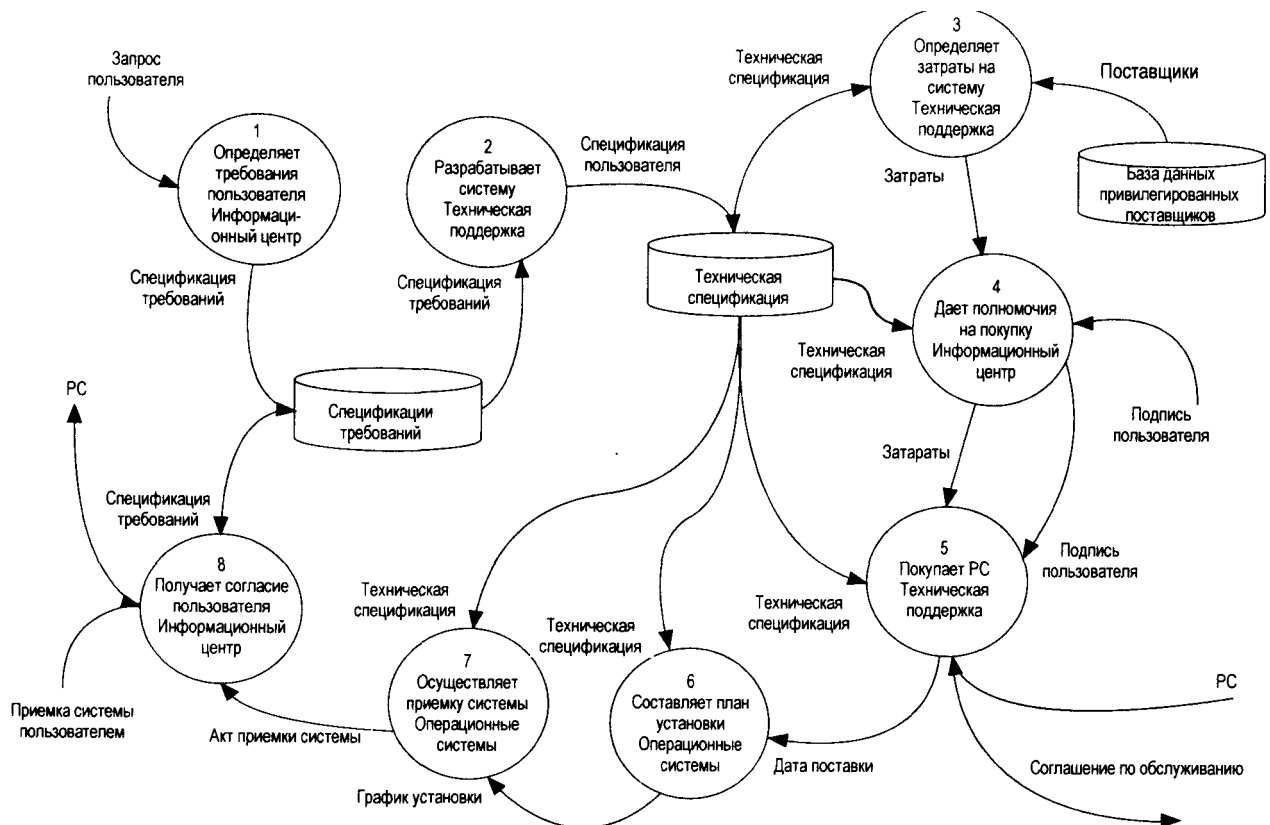 Запрос
пользователя
1
Определяет
требования
пользователя
Информаци-
онный центр
Спецификация
требований
2
Разрабатывает
систему
Техническая
поддержка
Спецификация
пользователя
Спецификация
требований
Спецификации
требований
Техническая
спецификация
3
Определяет
затраты на
систему
Техническая
поддержка
Поставщики
База данных
привилегированных
поставщиков
Затраты
Техническая
спецификация
4
Дает полномочия
на покупку
Информационный
центр
Техническая
спецификация
Подпись
пользователя
Затараты
Подпись
пользователя
5
Покупает PC
Техническая
поддержка
Техническая
спецификация
PC
Соглашение по обслуживанию
Дата поставки
6
Составляет план
установки
Операционные
системы
Техническая
спецификация
График установки
7
Осуществляет
приемку системы
Операционные
системы
Техническая
спецификация
Акт приемки системы
8
Получает согласие
пользователя
Информационный
центр
Спецификация
требований
PC
Приемка системы
пользователем